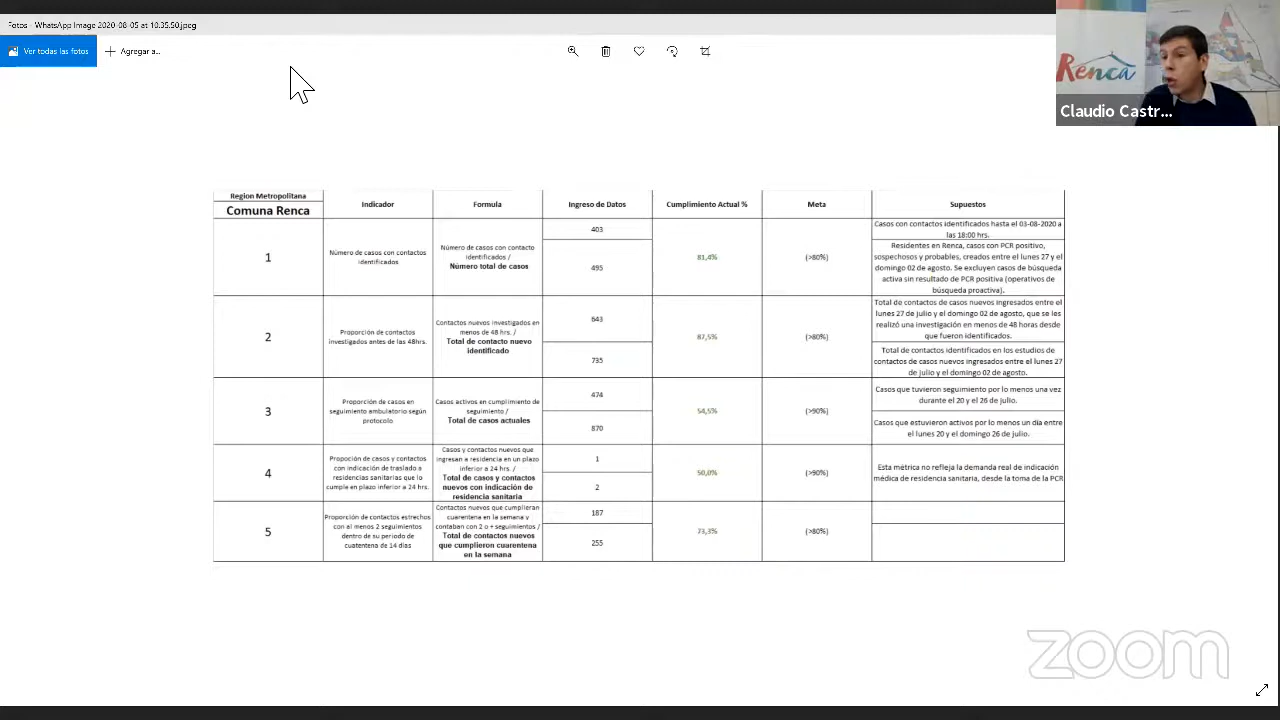 Fotos - WhatsApp Image 2020-08-05 at 10.35.50.jpeg
Ver todas las fotos
Agregar a...
Renca
Claudio Castr...
Region Metropolitana
Comuna Renca
Indicador
Formula
Ingreso de Datos
Cumplimiento Actual %
Meta
Supuestos
1
Número de casos con contactos
identificados
Número de casos con contacto
identificados /
Número total de casos
403
495
81,4%
(>80%)
Casos con contactos identificados hasta el 03-08-2020 a
las 18:00 hrs.
Residentes en Renca, casos con PCR positivo,
sospechosos y probables, creados entre el lunes 27 y el
domingo 02 de agosto. Se excluyen casos de búsqueda
activa sin resultado de PCR positiva (operativos de
búsqueda proactiva).
2
Proporción de contactos
investigados antes de las 48hrs.
Contactos nuevos investigados en
menos de 48 hrs. /
Total de contacto nuevo
identificado
643
735
87,5%
(>80%)
Total de contactos de casos nuevos ingresados entre el
lunes 27 de julio y el domingo 02 de agosto, que se les
realizó una investigación en menos de 48 horas desde
que fueron identificados.
Total de contactos identificados en los estudios de
contactos de casos nuevos ingresados entre el lunes 27
de julio y el domingo 02 de agosto.
3
Proporción de casos en
seguimiento ambulatorio según
protocolo
Casos activos en cumplimiento de
seguimiento /
Total de casos actuales
474
870
54,5%
(>90%)
Casos que tuvieron seguimiento por lo menos una vez
durante el 20 y el 26 de julio.
Casos que estuvieron activos por lo menos un día entre
el lunes 20 y el domingo 26 de julio.
4
Propoción de casos y contactos
con indicación de traslado a
residencias sanitarias que lo
cumple en plazo inferior a 24 hrs.
Casos y contactos nuevos que
ingresan a residencia en un plazo
inferior a 24 hrs. /
Total de casos y contactos
nuevos con indicación de
residencia sanitaria
1
2
50,0%
(>90%)
Esta métrica no refleja la demanda real de indicación
médica de residencia sanitaria, desde la toma de la PCR
5
Proporción de contactos estrechos
con al menos 2 seguimientos
dentro de su periodo de
cuatentena de 14 días
Contactos nuevos que cumplieran
cuarentena en la semana y
contaban con 2 o + seguimientos /
Total de contactos nuevos
que cumplieron cuarentena
en la semana
187
255
73,3%
(>80%)
zoom